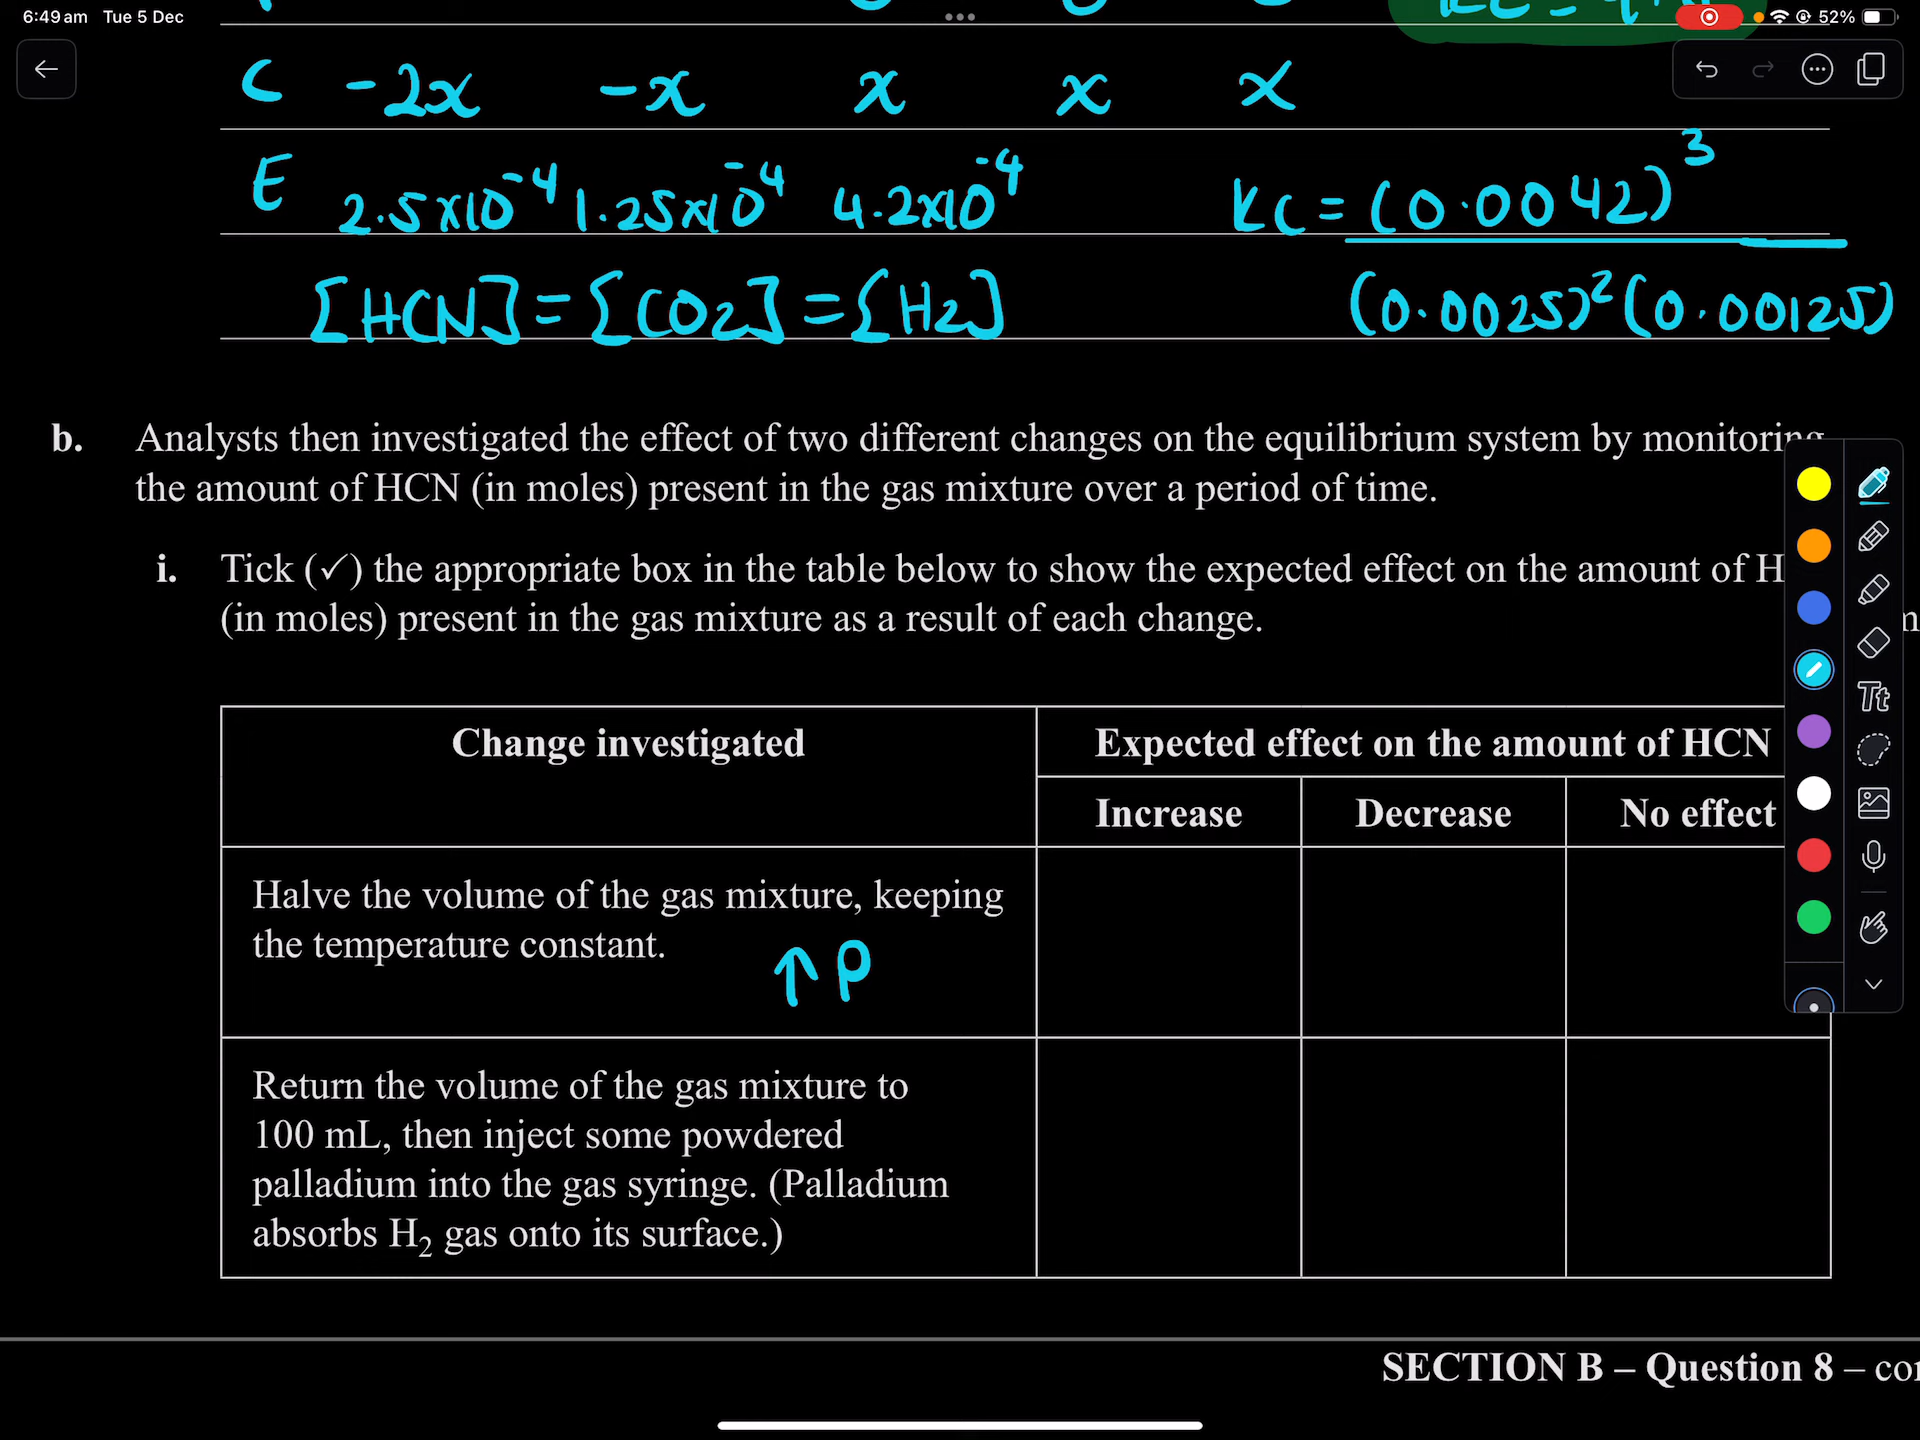 6:49 am Tue 5 Dec
52%
C -2x -x x x x
E 2.5x10⁻⁴ 1.25x10⁻⁴ 4.2x10⁻⁴ KC = (0.0042)³
[HCN] = [CO2] = [H2] (0.0025)² (0.00125)
b. Analysts then investigated the effect of two different changes on the equilibrium system by monitoring
the amount of HCN (in moles) present in the gas mixture over a period of time.
i. Tick (✓) the appropriate box in the table below to show the expected effect on the amount of H
(in moles) present in the gas mixture as a result of each change.
Change investigated
Expected effect on the amount of HCN
Increase Decrease No effect
Halve the volume of the gas mixture, keeping
the temperature constant.
↑ P
Return the volume of the gas mixture to
100 mL, then inject some powdered
palladium into the gas syringe. (Palladium
absorbs H₂ gas onto its surface.)
SECTION B – Question 8 – con
Tt